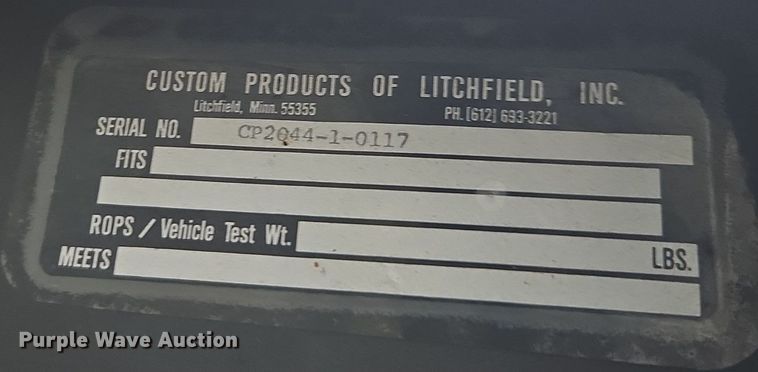 CUSTOM PRODUCTS OF LITCHFIELD, INC.
Litchfield, Minn. 55355 PH. (612) 693-3221
SERIAL NO. CP2044-1-0117
FITS
ROPS / Vehicle Test Wt. LBS.
MEETS
Purple Wave Auction